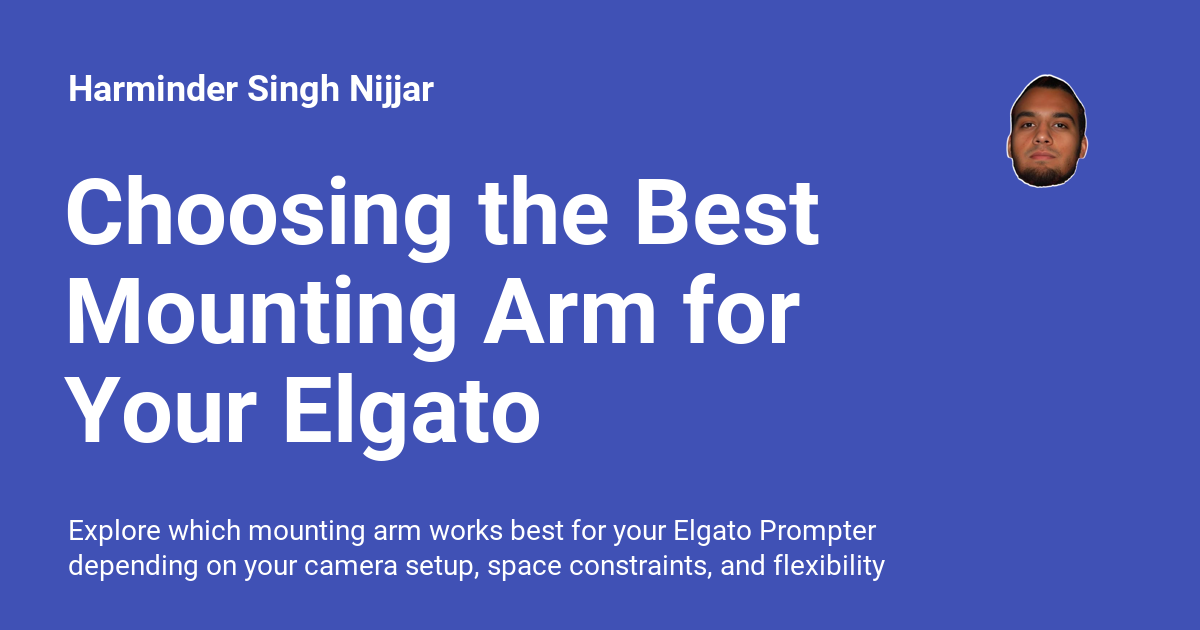 Harminder Singh Nijjar
Choosing the Best
Mounting Arm for
Your Elgato
Explore which mounting arm works best for your Elgato Prompter
depending on your camera setup, space constraints, and flexibility